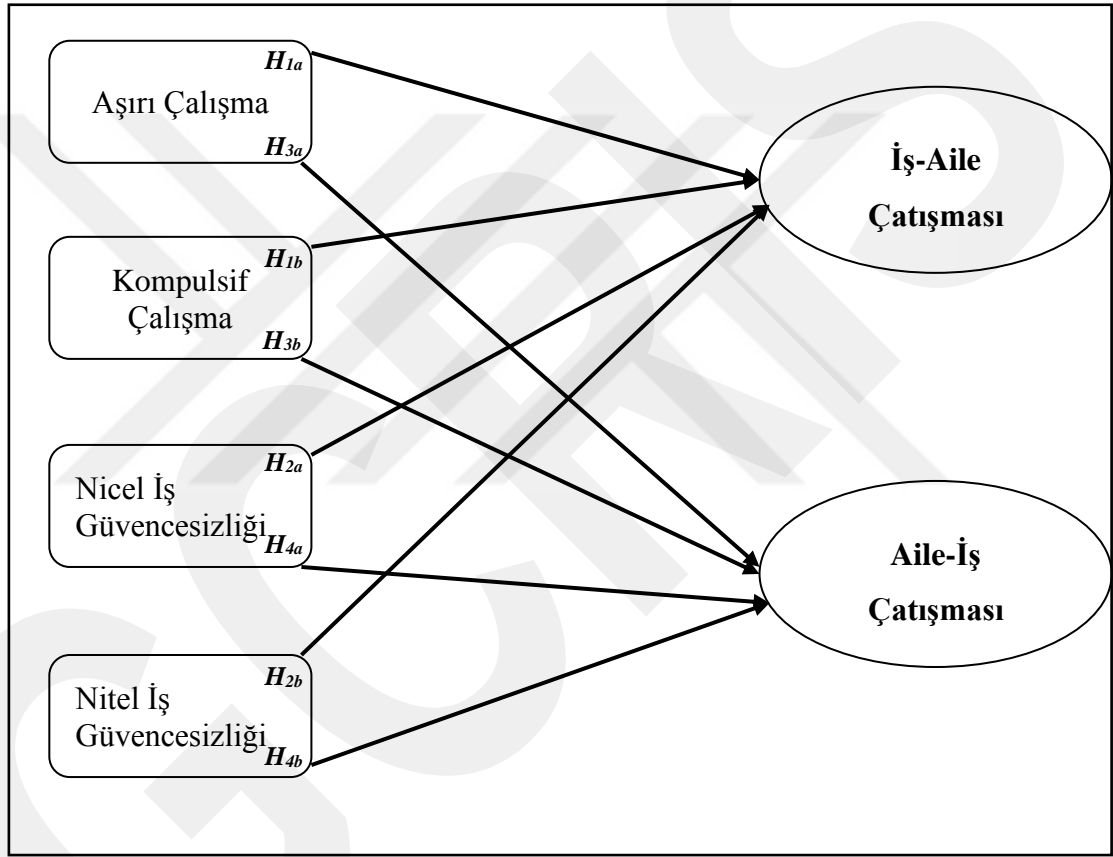 H1a
Aşırı Çalışma
H3a
H1b
Kompulsif
Çalışma
H3b
H2a
Nicel İş
Güvencesizliği
H4a
H2b
Nitel İş
Güvencesizliği
H4b
İş-Aile
Çatışması
Aile-İş
Çatışması